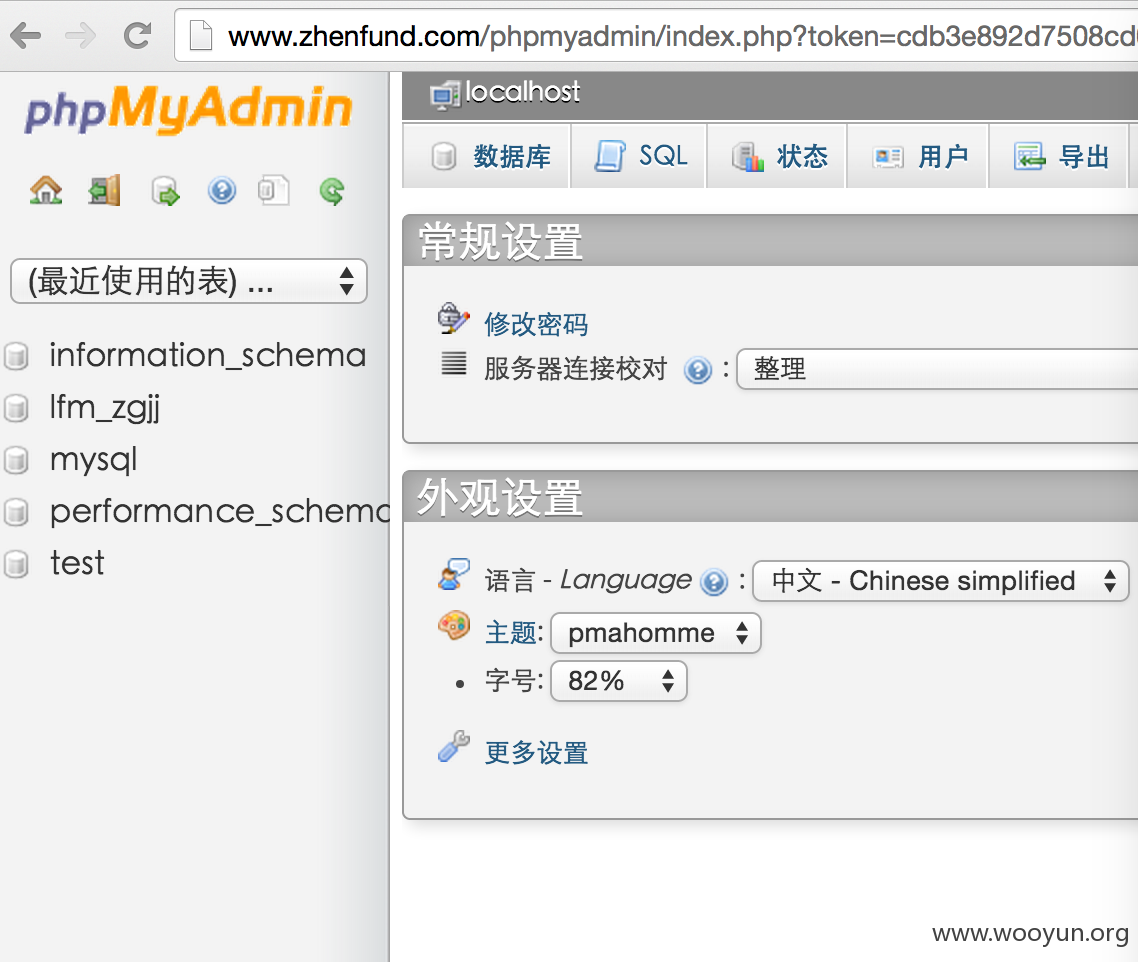 www.zhenfund.com/phpmyadmin/index.php?token=cdb3e892d7508cd
phpMyAdmin
(最近使用的表) ...
information_schema
lfm_zgjj
mysql
performance_schema
test
localhost
数据库 SQL 状态 用户 导出
常规设置
修改密码
服务器连接校对 : 整理
外观设置
语言 - Language : 中文 - Chinese simplified
主题: pmahomme
• 字号: 82%
更多设置
www.wooyun.org